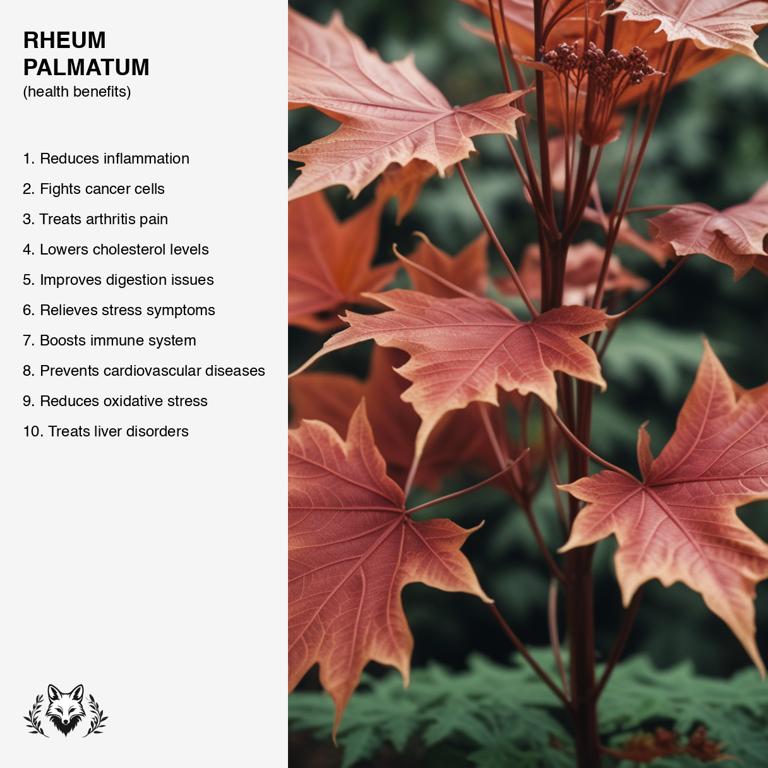 RHEUM
PALMATUM
(health benefits)
1. Reduces inflammation
2. Fights cancer cells
3. Treats arthritis pain
4. Lowers cholesterol levels
5. Improves digestion issues
6. Relieves stress symptoms
7. Boosts immune system
8. Prevents cardiovascular diseases
9. Reduces oxidative stress
10. Treats liver disorders